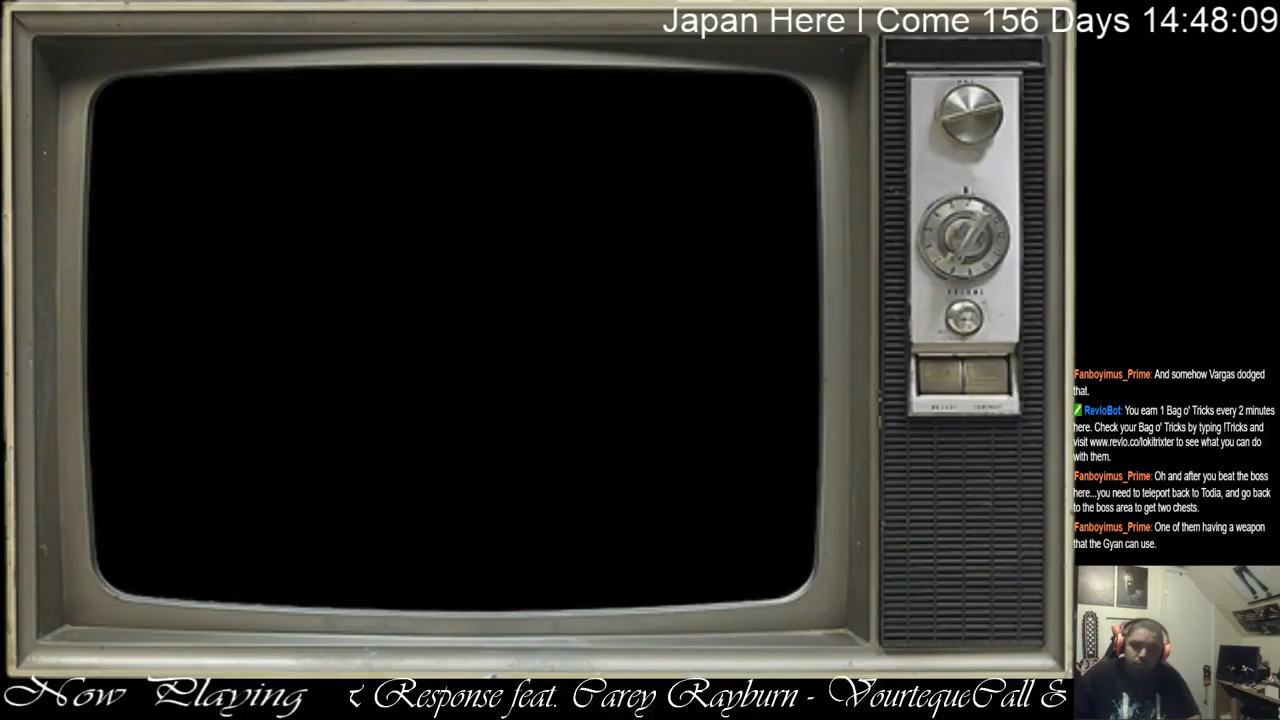 Japan Here I Come 156 Days 14:48:09
Fanboyimus_Prime: And somehow Vargas dodged
that.
RevloBot: You earn 1 Bag o' Tricks every 2 minutes
here. Check your Bag o' Tricks by typing !Tricks and
visit www.revlo.co/lokitrixter to see what you can do
with them.
Fanboyimus_Prime: Oh and after you beat the boss
here...you need to teleport back to Todia, and go back
to the boss area to get two chests.
Fanboyimus_Prime: One of them having a weapon
that the Gyan can use.
Now Playing
Response feat. Carey Rayburn - VourtequeCall &